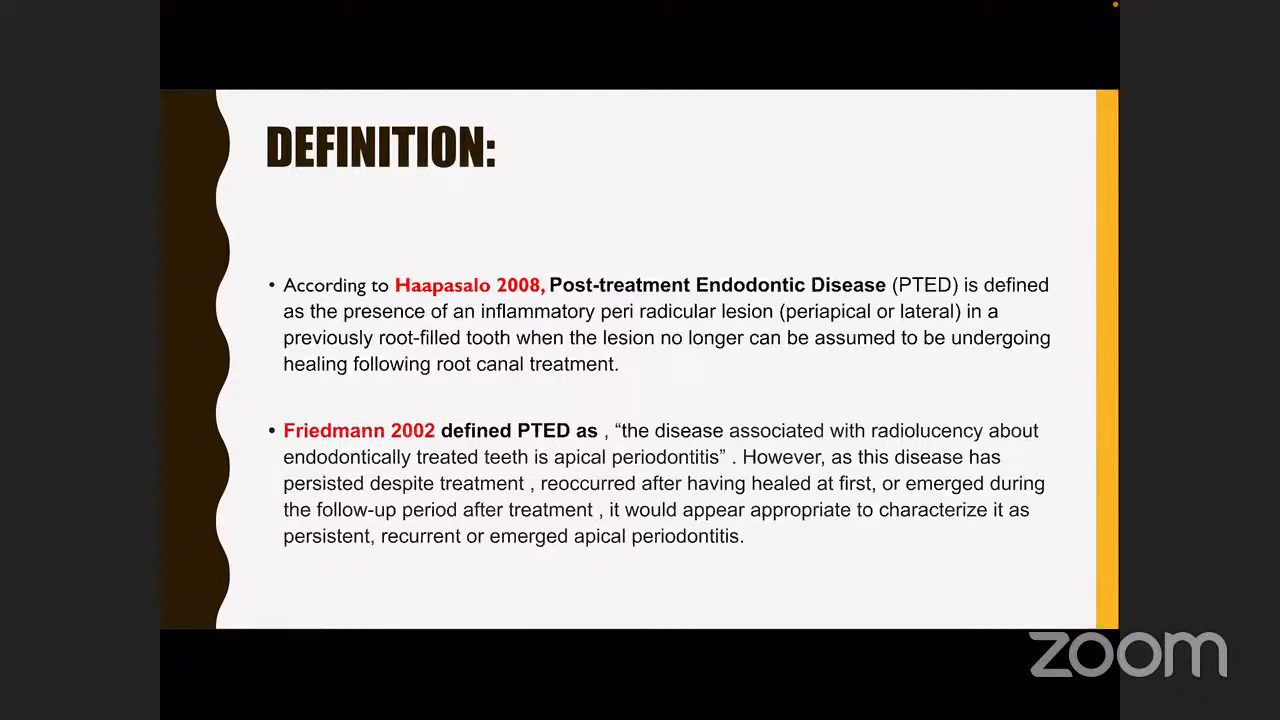 DEFINITION:
• According to Haapasalo 2008, Post-treatment Endodontic Disease (PTED) is defined
as the presence of an inflammatory peri radicular lesion (periapical or lateral) in a
previously root-filled tooth when the lesion no longer can be assumed to be undergoing
healing following root canal treatment.
• Friedmann 2002 defined PTED as , “the disease associated with radiolucency about
endodontically treated teeth is apical periodontitis” . However, as this disease has
persisted despite treatment , reoccurred after having healed at first, or emerged during
the follow-up period after treatment , it would appear appropriate to characterize it as
persistent, recurrent or emerged apical periodontitis.
zoom